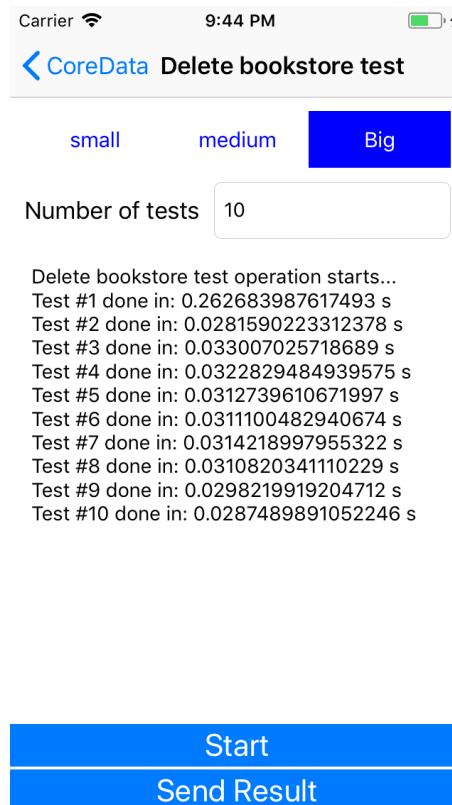 Carrier 9:44 PM
CoreData Delete bookstore test
small medium Big
Number of tests 10
Delete bookstore test operation starts...
Test #1 done in: 0.262683987617493 s
Test #2 done in: 0.0281590223312378 s
Test #3 done in: 0.033007025718689 s
Test #4 done in: 0.0322829484939575 s
Test #5 done in: 0.0312739610671997 s
Test #6 done in: 0.0311100482940674 s
Test #7 done in: 0.0314218997955322 s
Test #8 done in: 0.0310820341110229 s
Test #9 done in: 0.0298219919204712 s
Test #10 done in: 0.0287489891052246 s
Start
Send Result